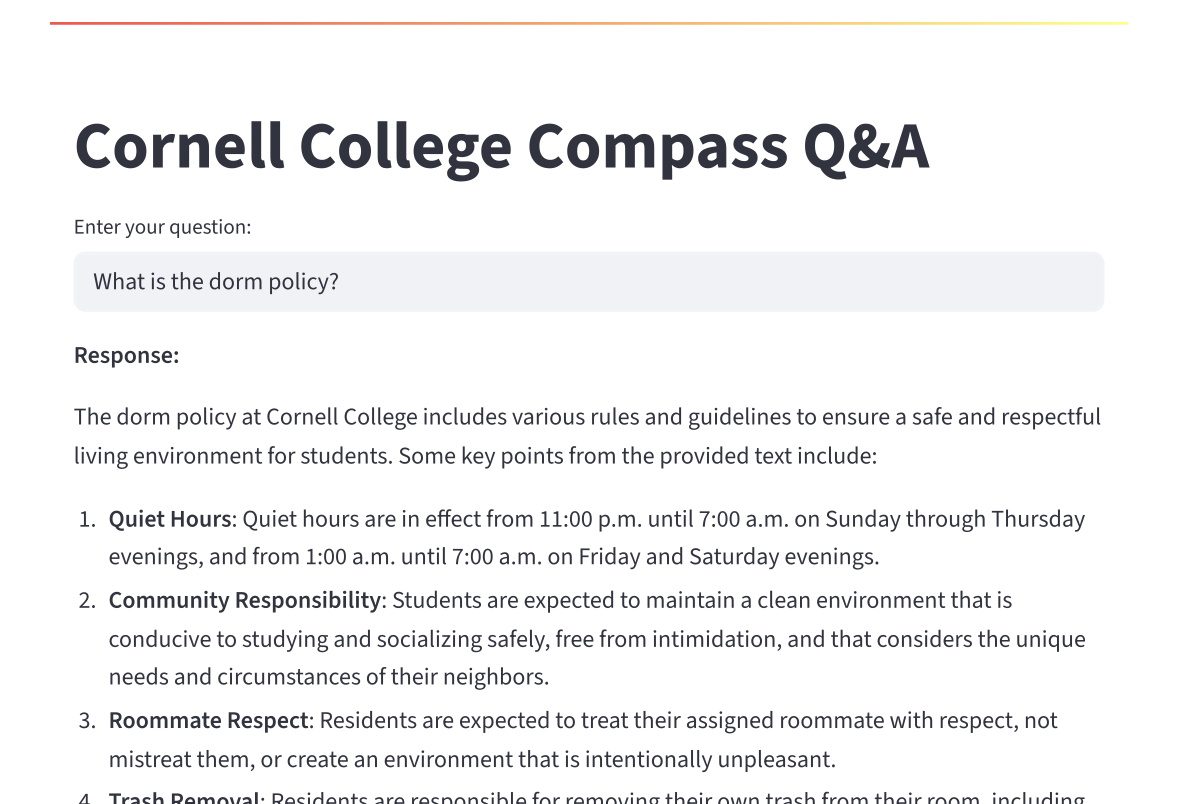 Cornell College Compass Q&A
Enter your question:
What is the dorm policy?
Response:
The dorm policy at Cornell College includes various rules and guidelines to ensure a safe and respectful
living environment for students. Some key points from the provided text include:
1. Quiet Hours: Quiet hours are in effect from 11:00 p.m. until 7:00 a.m. on Sunday through Thursday
evenings, and from 1:00 a.m. until 7:00 a.m. on Friday and Saturday evenings.
2. Community Responsibility: Students are expected to maintain a clean environment that is
conducive to studying and socializing safely, free from intimidation, and that considers the unique
needs and circumstances of their neighbors.
3. Roommate Respect: Residents are expected to treat their assigned roommate with respect, not
mistreat them, or create an environment that is intentionally unpleasant.
4. Trash Removal: Residents are responsible for removing their own trash from their room, including